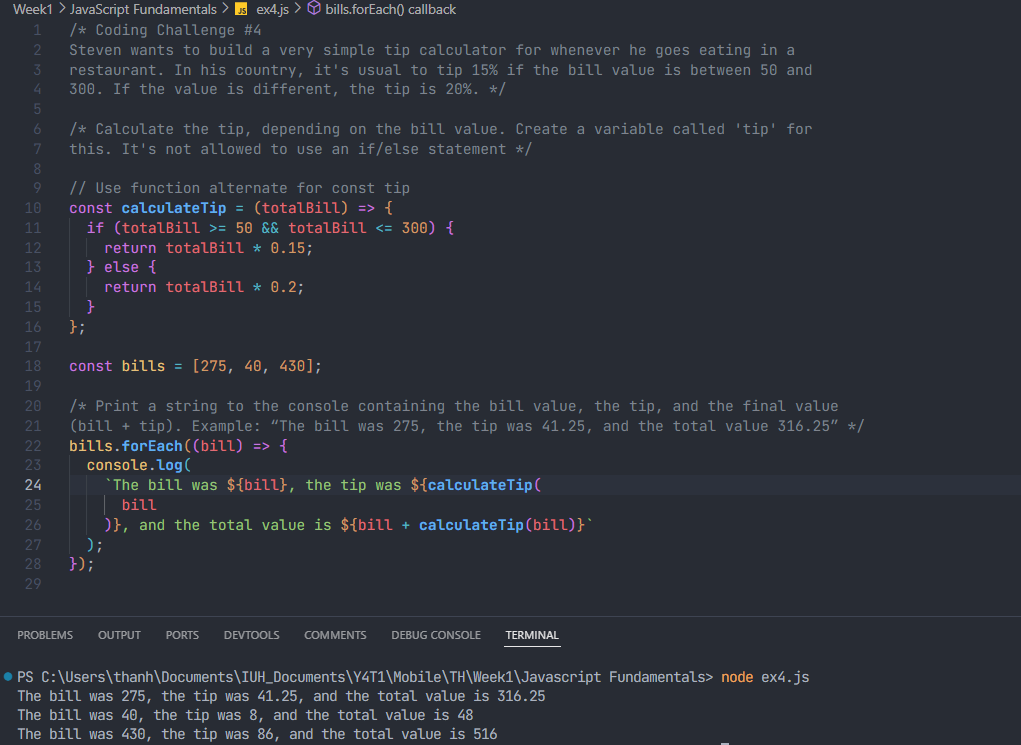 Week1 > JavaScript Fundamentals > JS ex4.js > bills.forEach() callback
1 /* Coding Challenge #4
2 Steven wants to build a very simple tip calculator for whenever he goes eating in a
3 restaurant. In his country, it's usual to tip 15% if the bill value is between 50 and
4 300. If the value is different, the tip is 20%. */
5
6 /* Calculate the tip, depending on the bill value. Create a variable called 'tip' for
7 this. It's not allowed to use an if/else statement */
8
9 // Use function alternate for const tip
10 const calculateTip = (totalBill) => {
11   if (totalBill >= 50 && totalBill <= 300) {
12     return totalBill * 0.15;
13   } else {
14     return totalBill * 0.2;
15   }
16 };
17
18 const bills = [275, 40, 430];
19
20 /* Print a string to the console containing the bill value, the tip, and the final value
21 (bill + tip). Example: “The bill was 275, the tip was 41.25, and the total value 316.25” */
22 bills.forEach((bill) => {
23   console.log(
24     `The bill was ${bill}, the tip was ${calculateTip(
25       bill
26     )}, and the total value is ${bill + calculateTip(bill)}`
27   );
28 });
29
PROBLEMS OUTPUT PORTS DEVTOOLS COMMENTS DEBUG CONSOLE TERMINAL
PS C:\Users\thanh\Documents\IUH_Documents\Y4T1\Mobile\TH\Week1\Javascript Fundamentals> node ex4.js
The bill was 275, the tip was 41.25, and the total value is 316.25
The bill was 40, the tip was 8, and the total value is 48
The bill was 430, the tip was 86, and the total value is 516